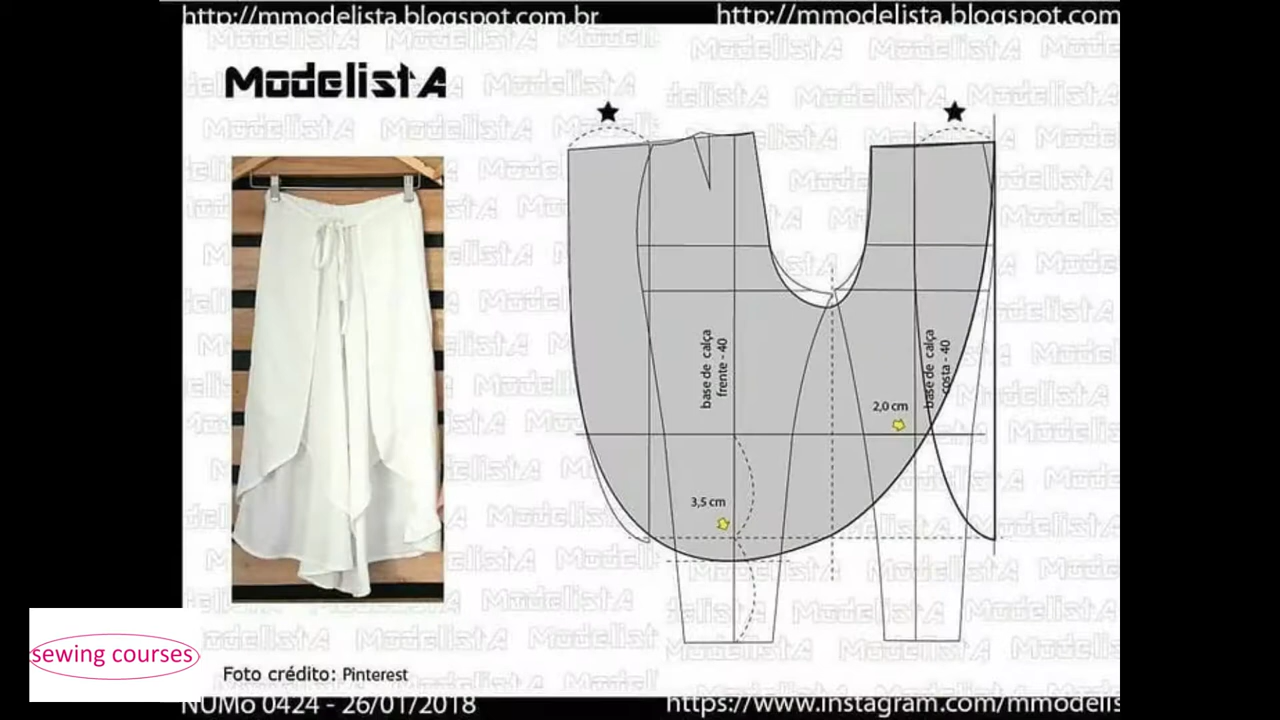 http://mmodelista.blogspot.com.br
http://mmodelista.blogspot.com
ModelistA
base de calça
frente - 40
base de calça
costa - 40
2,0 cm
3,5 cm
sewing courses
Foto crédito: Pinterest
NUMo 0424 - 26/01/2018
https://www.instagram.com/mmodelis